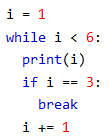 i = 1
while i < 6:
  print(i)
  if i == 3:
    break
  i += 1